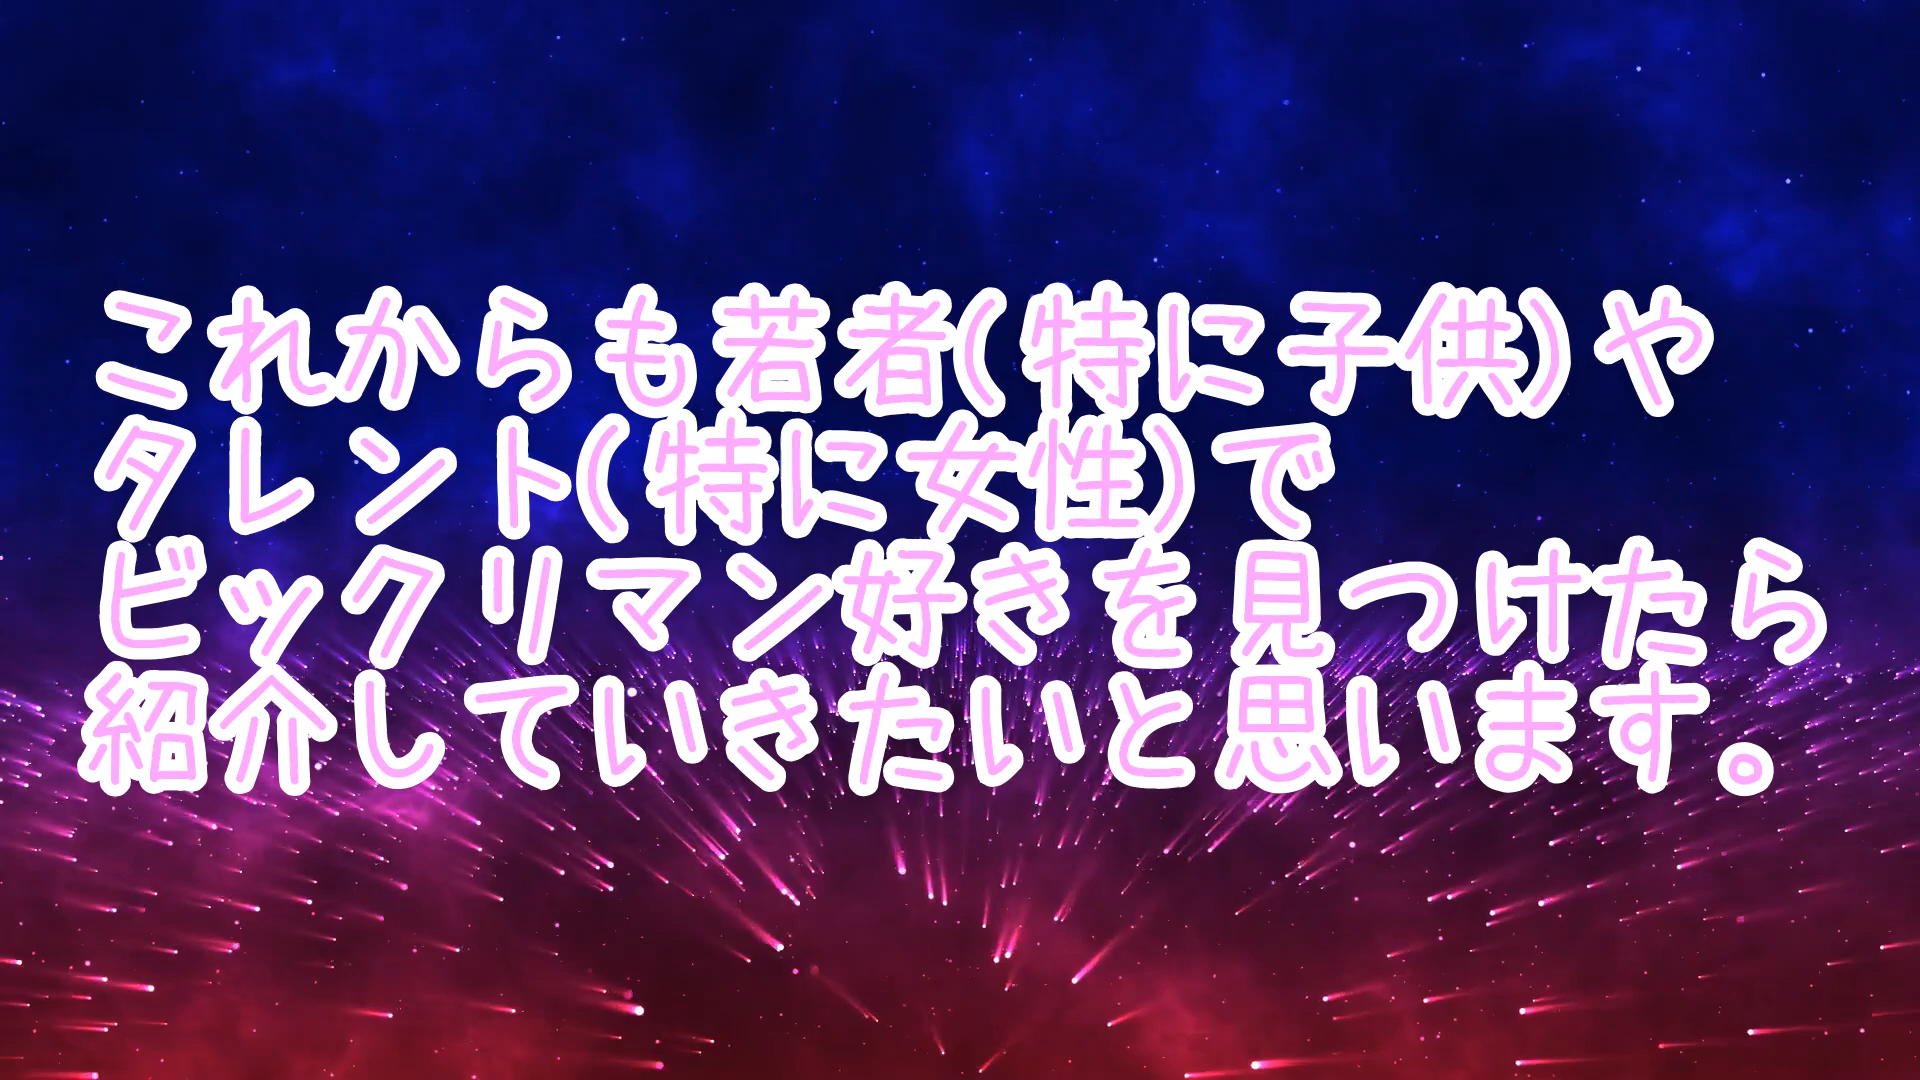 これからも若者(特に子供)や
タレント(特に女性)で
ビックリマン好きを見つけたら
紹介していきたいと思います。